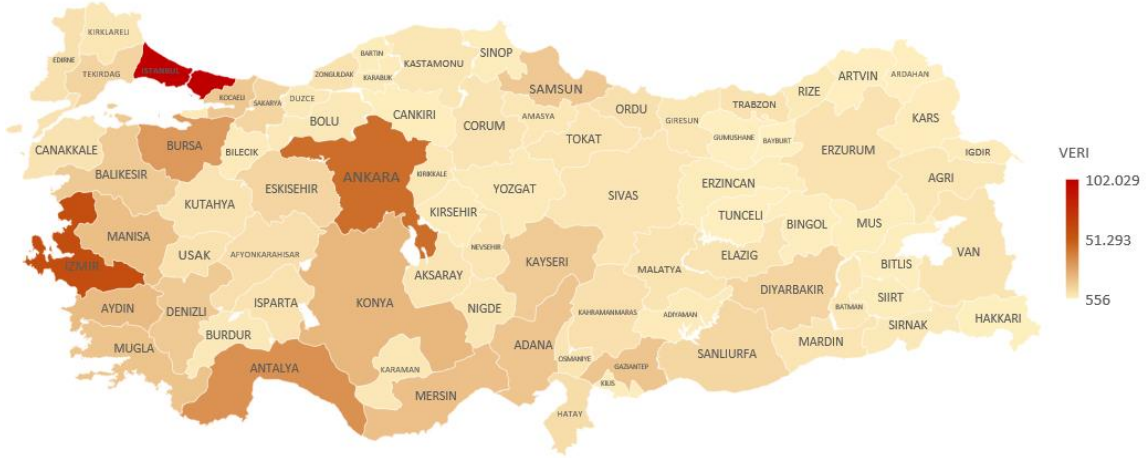 KIRKLARELI
EDIRNE
TEKIRDAG
ISTANBUL
KOCAELI
SAKARYA
DUZCE
ZONGULDAK
BARTIN
KARABUK
KASTAMONU
SINOP
SAMSUN
ORDU
GIRESUN
TRABZON
RIZE
ARTVIN
ARDAHAN
KARS
IGDIR
AGRI
CANAKKALE
BALIKESIR
BURSA
BILECIK
BOLU
CANKIRI
CORUM
AMASYA
TOKAT
GUMUSHANE
BAYBURT
ERZURUM
KUTAHYA
ESKISEHIR
ANKARA
KIRIKKALE
KIRSEHIR
YOZGAT
SIVAS
ERZINCAN
TUNCELI
BINGOL
MUS
VAN
BITLIS
IZMIR
MANISA
USAK
AFYONKARAHISAR
AKSARAY
NEVSEHIR
KAYSERI
MALATYA
ELAZIG
DIYARBAKIR
BATMAN
SIIRT
SIRNAK
HAKKARI
AYDIN
DENIZLI
ISPARTA
BURDUR
KONYA
NIGDE
ADANA
KAHRAMANMARAS
ADIYAMAN
SANLIURFA
MARDIN
MUGLA
ANTALYA
KARAMAN
MERSIN
OSMANIYE
GAZIANTEP
KILIS
HATAY
VERI
102.029
51.293
556